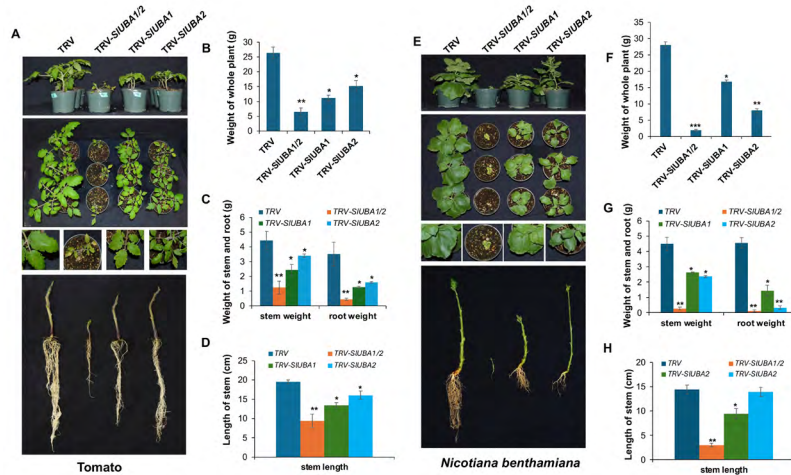 A
TRV
TRV-SlUBA1/2
TRV-SlUBA1
TRV-SlUBA2
Tomato
B
Weight of whole plant (g)
35
30
25
20
15
10
5
0
**
*
*
TRV
TRV-SlUBA1/2
TRV-SlUBA1
TRV-SlUBA2
C
TRV
TRV-SlUBA1/2
TRV-SlUBA1
TRV-SlUBA2
Weight of stem and root (g)
6
5
4
3
2
1
0
**
*
*
**
*
*
stem weight
root weight
D
TRV
TRV-SlUBA1/2
TRV-SlUBA1
TRV-SlUBA2
Length of stem (cm)
25
20
15
10
5
0
**
*
*
stem length
E
TRV
TRV-SlUBA1/2
TRV-SlUBA1
TRV-SlUBA2
Nicotiana benthamiana
F
Weight of whole plant (g)
35
30
25
20
15
10
5
0
***
*
**
TRV
TRV-SlUBA1/2
TRV-SlUBA1
TRV-SlUBA2
G
TRV
TRV-SlUBA1/2
TRV-SlUBA1
TRV-SlUBA2
Weight of stem and root (g)
6
5
4
3
2
1
0
**
*
*
**
*
**
stem weight
root weight
H
TRV
TRV-SlUBA1/2
TRV-SlUBA2
TRV-SlUBA2
Length of stem (cm)
20
15
10
5
0
**
*
stem length